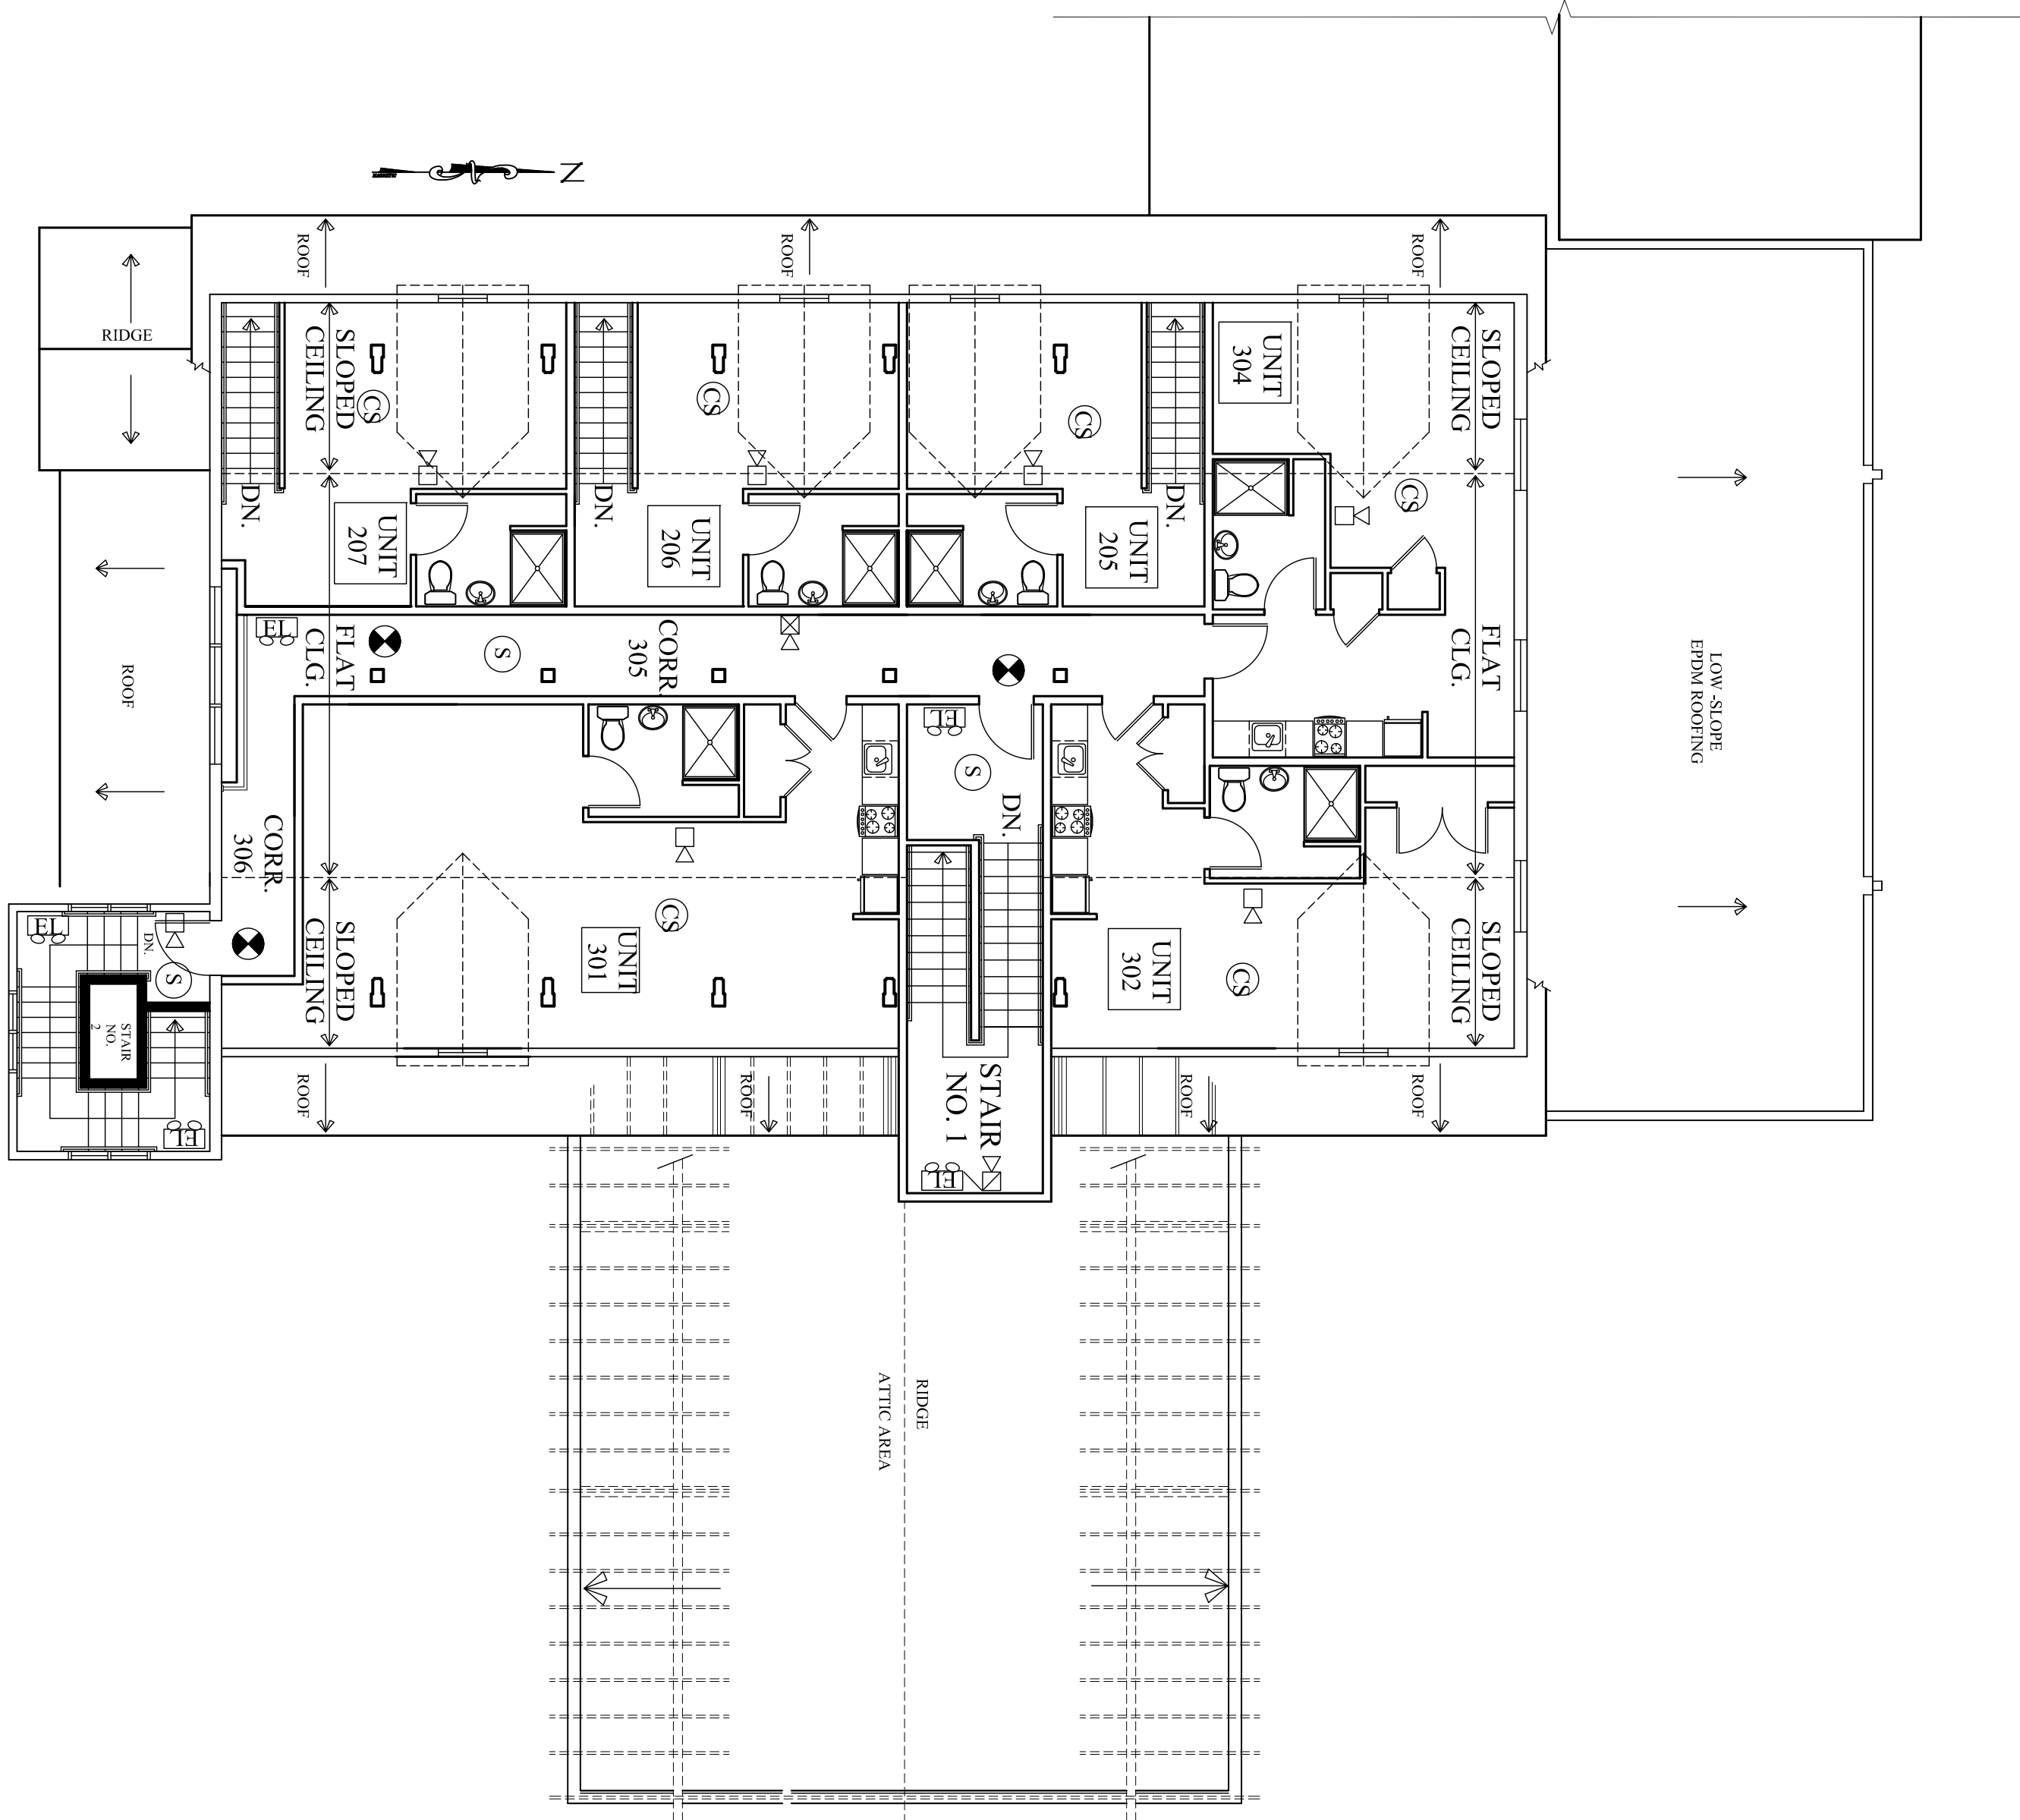 N
ROOF
ROOF
ROOF
RIDGE
SLOPED
CEILING
CS
CS
CS
UNIT
304
SLOPED
CEILING
CS
DN.
DN.
DN.
UNIT
207
UNIT
206
UNIT
205
EL
FLAT
CLG.
S
CORR.
305
FLAT
CLG.
LOW -SLOPE
EPDM ROOFING
ROOF
EL
S
DN.
CORR.
306
EL
DN.
S
SLOPED
CEILING
CS
UNIT
301
UNIT
302
CS
SLOPED
CEILING
STAIR
NO.
2
EL
ROOF
ROOF
STAIR
NO. 1
ROOF
ROOF
EL
RIDGE
ATTIC AREA